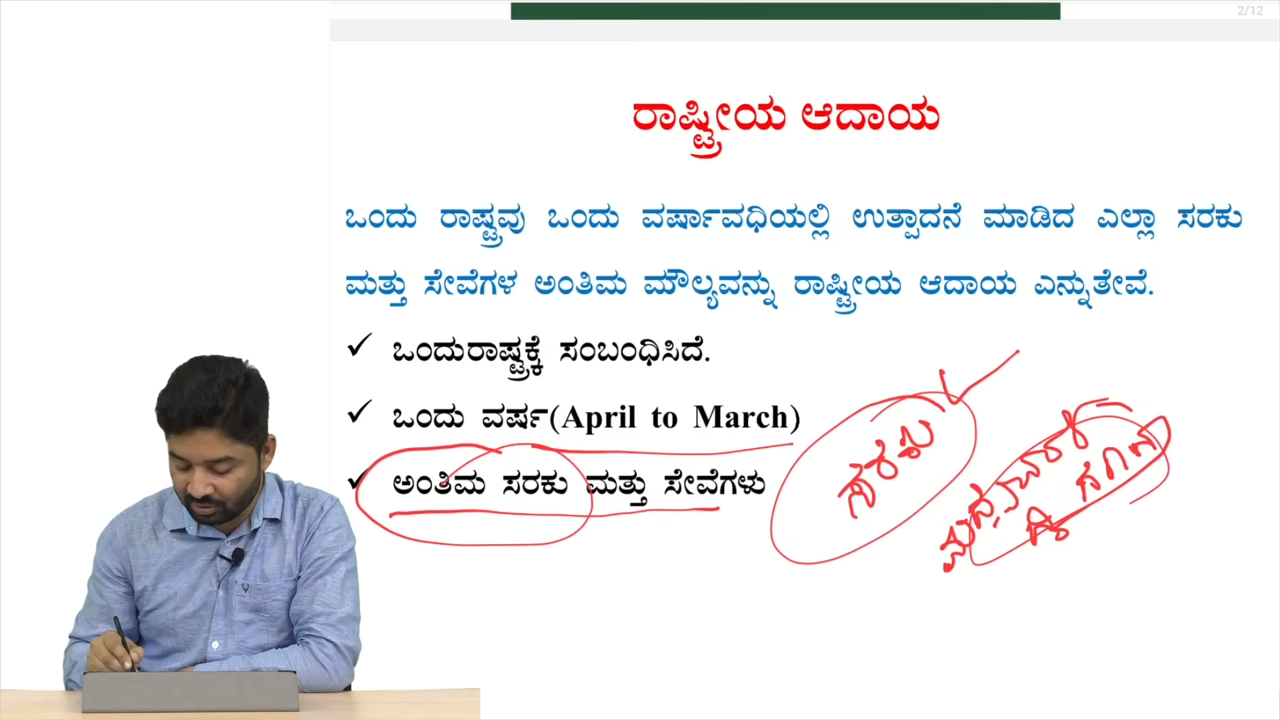 2/12
ರಾಷ್ಟ್ರೀಯ ಆದಾಯ
ಒಂದು ರಾಷ್ಟ್ರವು ಒಂದು ವರ್ಷಾವಧಿಯಲ್ಲಿ ಉತ್ಪಾದನೆ ಮಾಡಿದ ಎಲ್ಲಾ ಸರಕು
ಮತ್ತು ಸೇವೆಗಳ ಅಂತಿಮ ಮೌಲ್ಯವನ್ನು ರಾಷ್ಟ್ರೀಯ ಆದಾಯ ಎನ್ನುತೇವೆ.
✓ ಒಂದುರಾಷ್ಟ್ರಕ್ಕೆ ಸಂಬಂಧಿಸಿದೆ.
✓ ಒಂದು ವರ್ಷ(April to March)
✓ ಅಂತಿಮ ಸರಕು ಮತ್ತು ಸೇವೆಗಳು
ಸರಕು